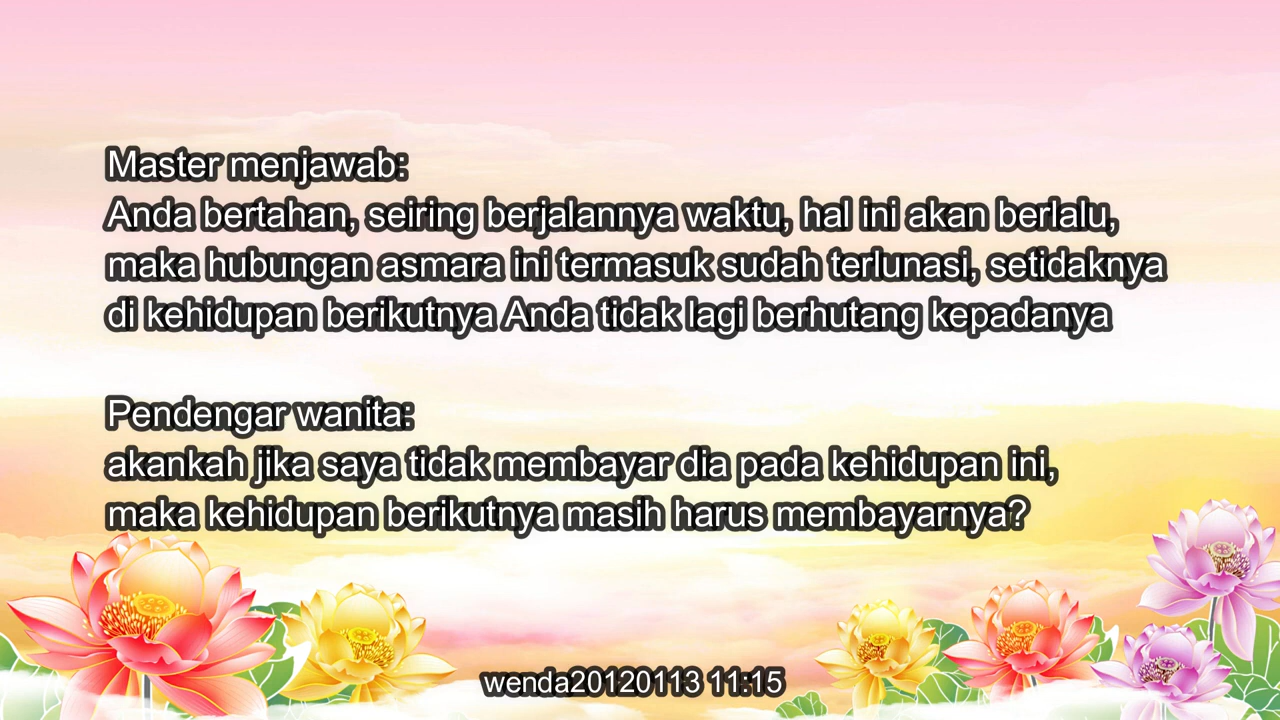 Master menjawab:
Anda bertahan, seiring berjalannya waktu, hal ini akan berlalu,
maka hubungan asmara ini termasuk sudah terlunasi, setidaknya
di kehidupan berikutnya Anda tidak lagi berhutang kepadanya
Pendengar wanita:
akankah jika saya tidak membayar dia pada kehidupan ini,
maka kehidupan berikutnya masih harus membayarnya?
wenda20120113 11:15